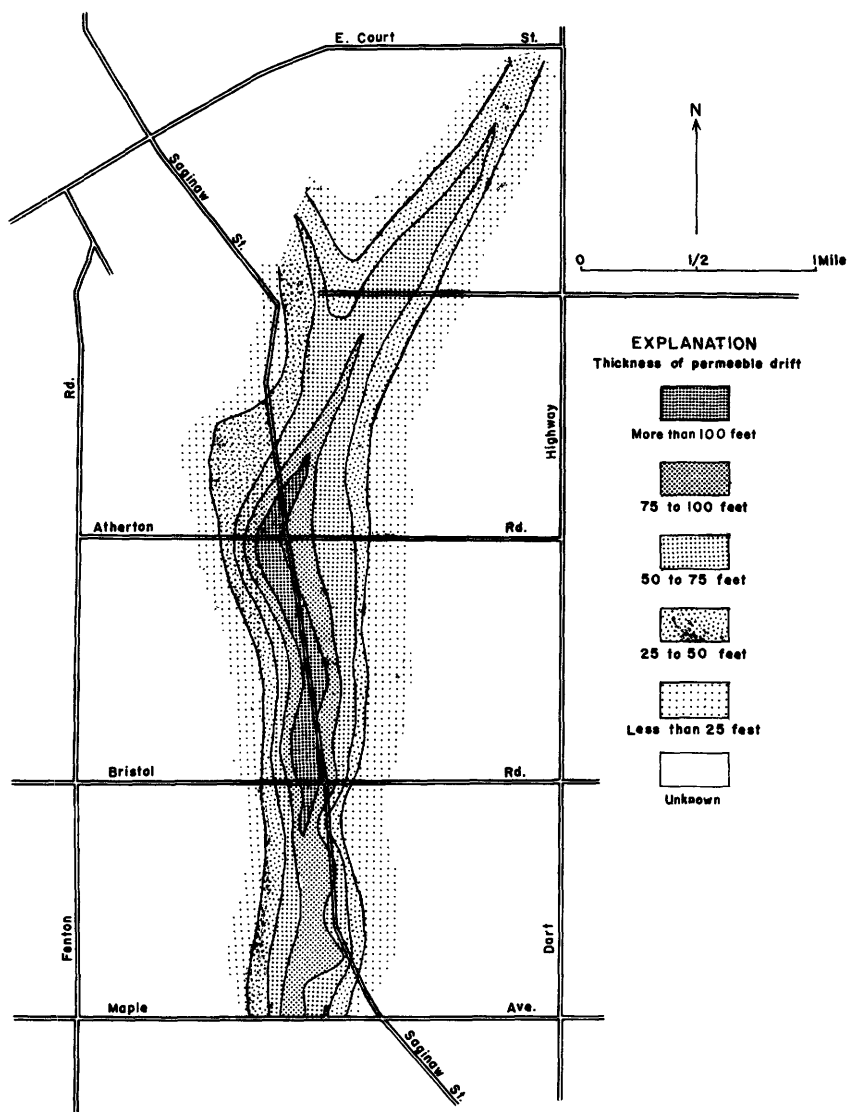 E. Court St.
N
Saginaw St.
0 1/2 1 Mile
EXPLANATION
Thickness of permeable drift
More than 100 feet
75 to 100 feet
50 to 75 feet
25 to 50 feet
Less than 25 feet
Unknown
Rd.
Highway
Atherton Rd.
Bristol Rd.
Fenton
Dart
Maple Ave.
Saginaw St.